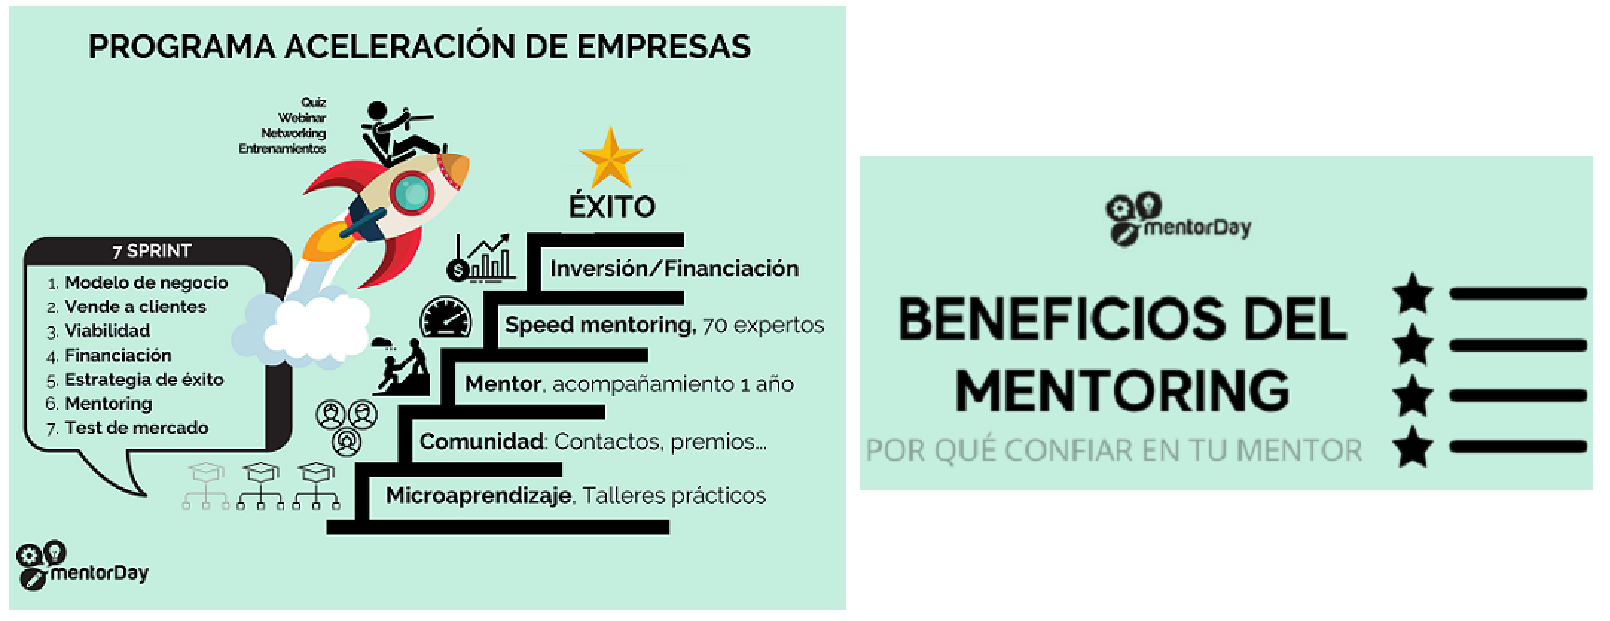 PROGRAMA ACELERACIÓN DE EMPRESAS
Quiz
Webinar
Networking
Entrenamientos
ÉXITO
7 SPRINT
1. Modelo de negocio
2. Vende a clientes
3. Viabilidad
4. Financiación
5. Estrategia de éxito
6. Mentoring
7. Test de mercado
$
Inversión/Financiación
Speed mentoring, 70 expertos
Mentor, acompañamiento 1 año
Comunidad: Contactos, premios...
Microaprendizaje, Talleres prácticos
mentorDay
mentorDay
BENEFICIOS DEL
MENTORING
POR QUÉ CONFIAR EN TU MENTOR